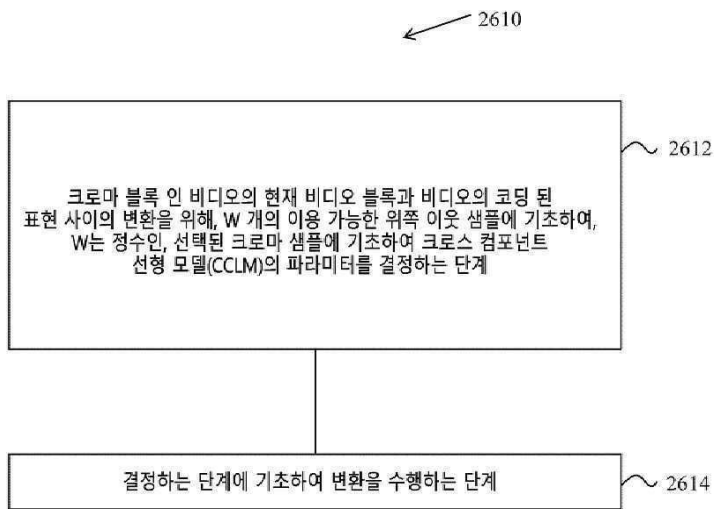 2610
크로마 블록 인 비디오의 현재 비디오 블록과 비디오의 코딩 된
표현 사이의 변환을 위해, W 개의 이용 가능한 위쪽 이웃 샘플에 기초하여,
W는 정수인, 선택된 크로마 샘플에 기초하여 크로스 컴포넌트
선형 모델(CCLM)의 파라미터를 결정하는 단계
2612
결정하는 단계에 기초하여 변환을 수행하는 단계
2614